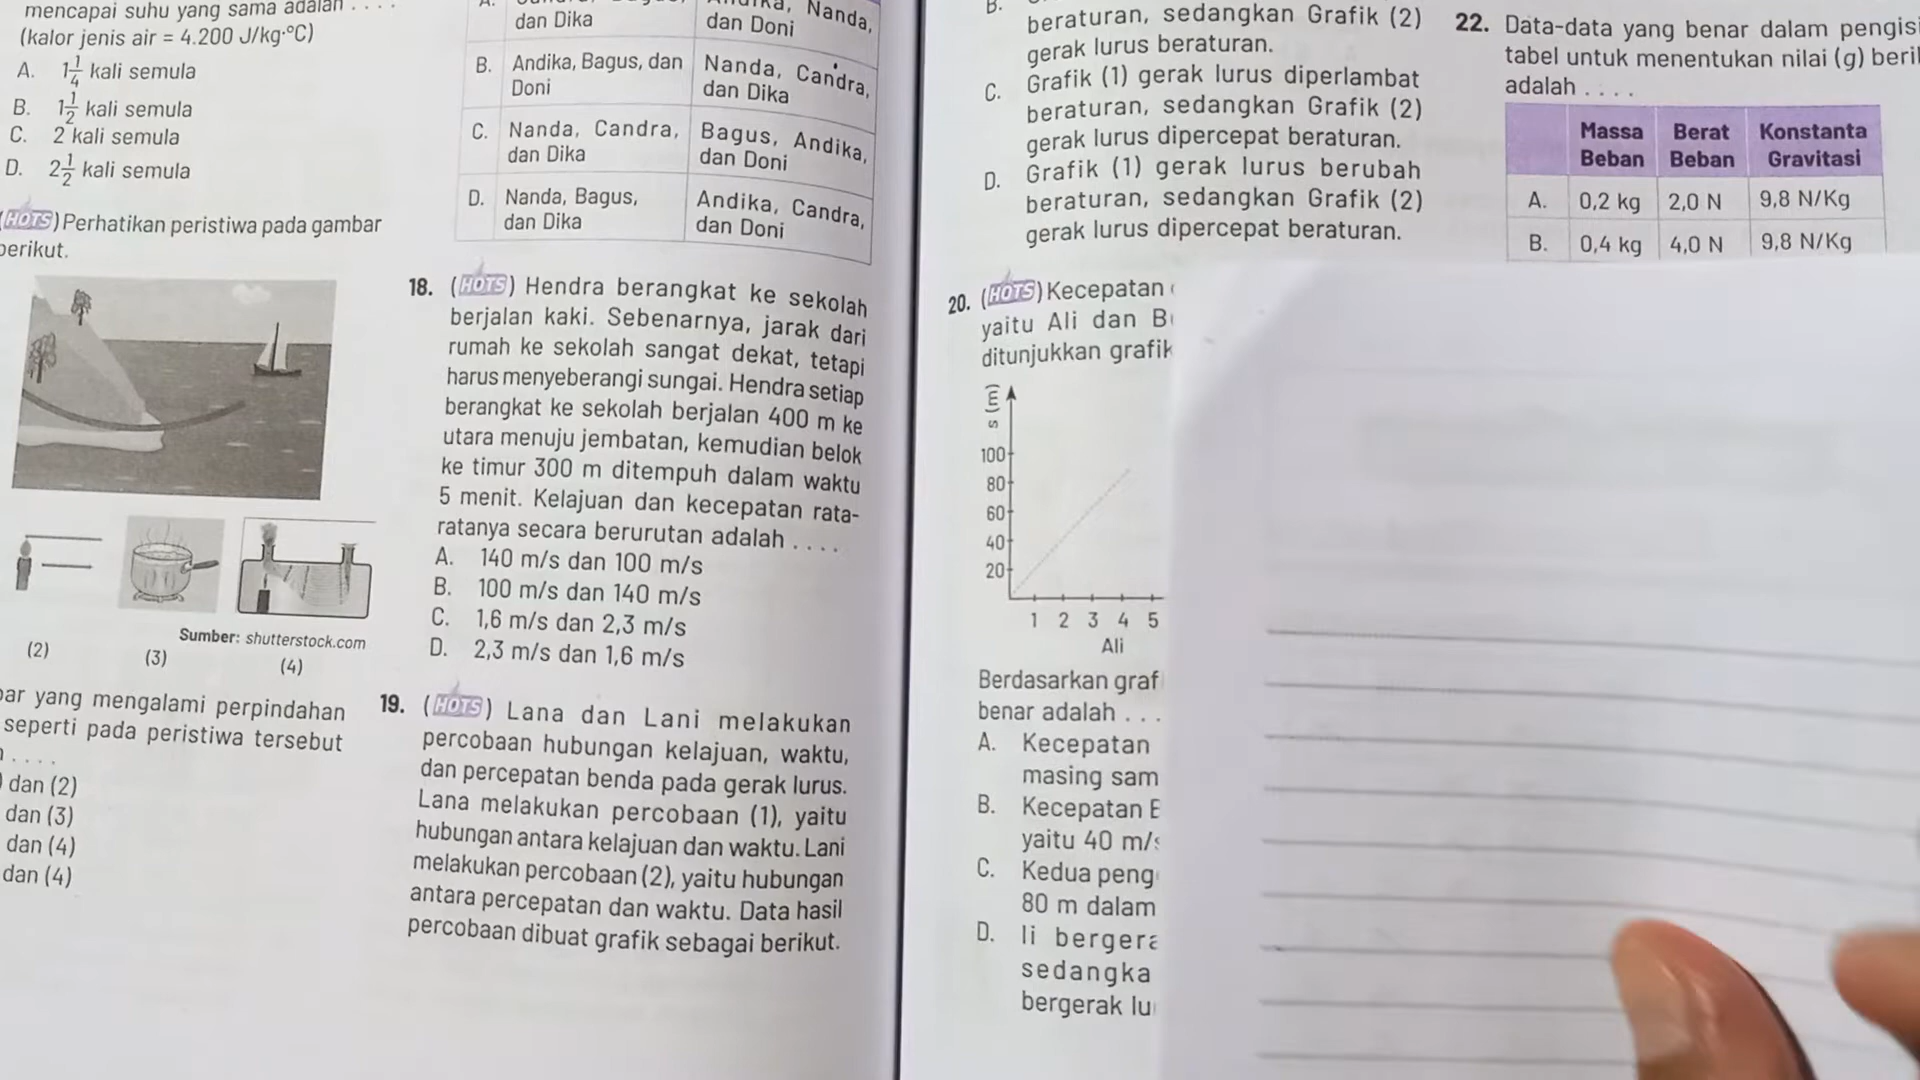 mencapai suhu yang sama adalah . . . .
(kalor jenis air = 4.200 J/kg·°C)
A. 1 1/4 kali semula
B. 1 1/2 kali semula
C. 2 kali semula
D. 2 1/2 kali semula
(HOTS) Perhatikan peristiwa pada gambar
berikut.
Sumber: shutterstock.com
(2)
(3)
(4)
yang mengalami perpindahan
seperti pada peristiwa tersebut
. . . .
dan (2)
dan (3)
dan (4)
dan (4)
dan Dika
Nanda,
dan Doni
B. Andika, Bagus, dan
Doni
Nanda, Candra,
dan Dika
C. Nanda, Candra,
dan Dika
Bagus, Andika,
dan Doni
D. Nanda, Bagus,
dan Dika
Andika, Candra,
dan Doni
18. (HOTS) Hendra berangkat ke sekolah
berjalan kaki. Sebenarnya, jarak dari
rumah ke sekolah sangat dekat, tetapi
harus menyeberangi sungai. Hendra setiap
berangkat ke sekolah berjalan 400 m ke
utara menuju jembatan, kemudian belok
ke timur 300 m ditempuh dalam waktu
5 menit. Kelajuan dan kecepatan rata-
ratanya secara berurutan adalah . . . .
A. 140 m/s dan 100 m/s
B. 100 m/s dan 140 m/s
C. 1,6 m/s dan 2,3 m/s
D. 2,3 m/s dan 1,6 m/s
19. (HOTS) Lana dan Lani melakukan
percobaan hubungan kelajuan, waktu,
dan percepatan benda pada gerak lurus.
Lana melakukan percobaan (1), yaitu
hubungan antara kelajuan dan waktu. Lani
melakukan percobaan (2), yaitu hubungan
antara percepatan dan waktu. Data hasil
percobaan dibuat grafik sebagai berikut.
B.
beraturan, sedangkan Grafik (2)
gerak lurus beraturan.
C. Grafik (1) gerak lurus diperlambat
beraturan, sedangkan Grafik (2)
gerak lurus dipercepat beraturan.
D. Grafik (1) gerak lurus berubah
beraturan, sedangkan Grafik (2)
gerak lurus dipercepat beraturan.
20. (HOTS) Kecepatan
yaitu Ali dan
ditunjukkan grafik
s (m)
100
80
60
40
20
1 2 3 4 5
Ali
Berdasarkan
benar adalah . . .
A. Kecepatan
masing
B. Kecepatan
yaitu 40
C. Kedua
80 m dalam
D. li
bergerak
22. Data-data yang benar dalam
tabel untuk menentukan nilai (g)
adalah . . . .
Massa Beban Berat Beban Konstanta Gravitasi
A. 0,2 kg 2,0 N 9,8 N/Kg
B. 0,4 kg 4,0 N 9,8 N/Kg